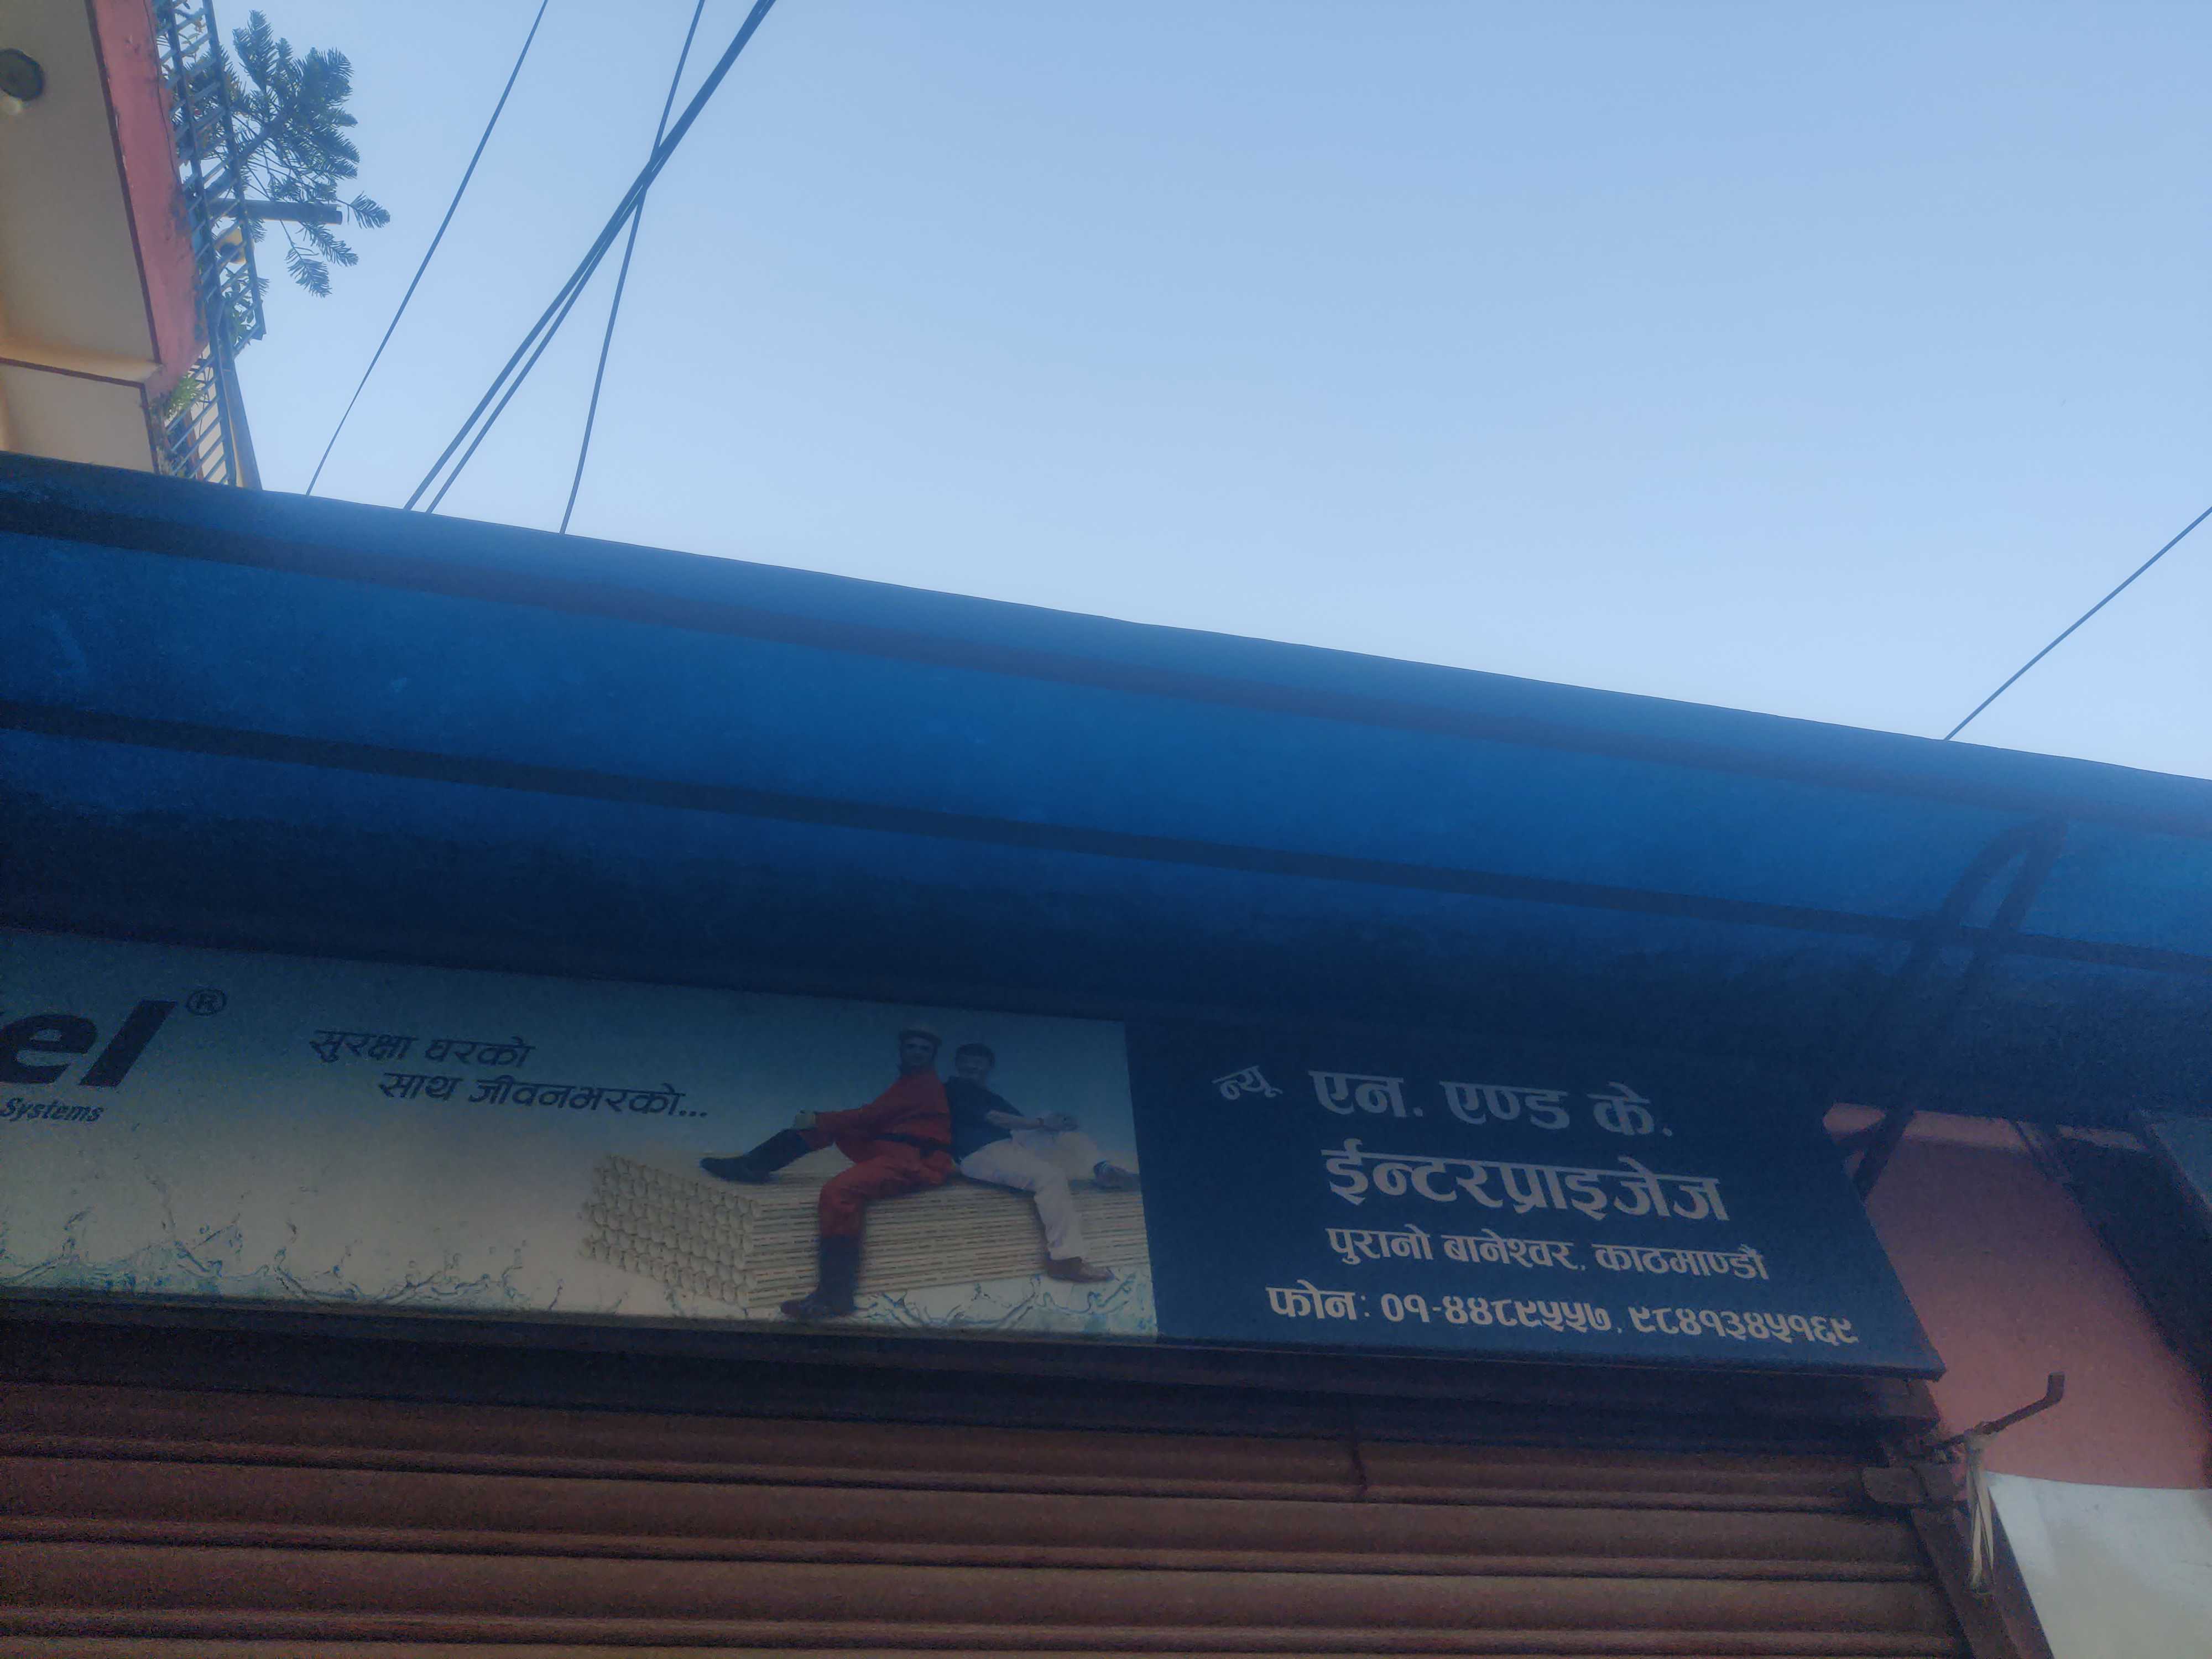 el®
Systems
सुरक्षा घरको
साथ जीवनभरको...
न्यू एन. एण्ड के.
ईन्टरप्राइजेज
पुरानो बानेश्वर, काठमाण्डौं
फोन: ०१-४४८९५५७, ९८४१३४५१६९